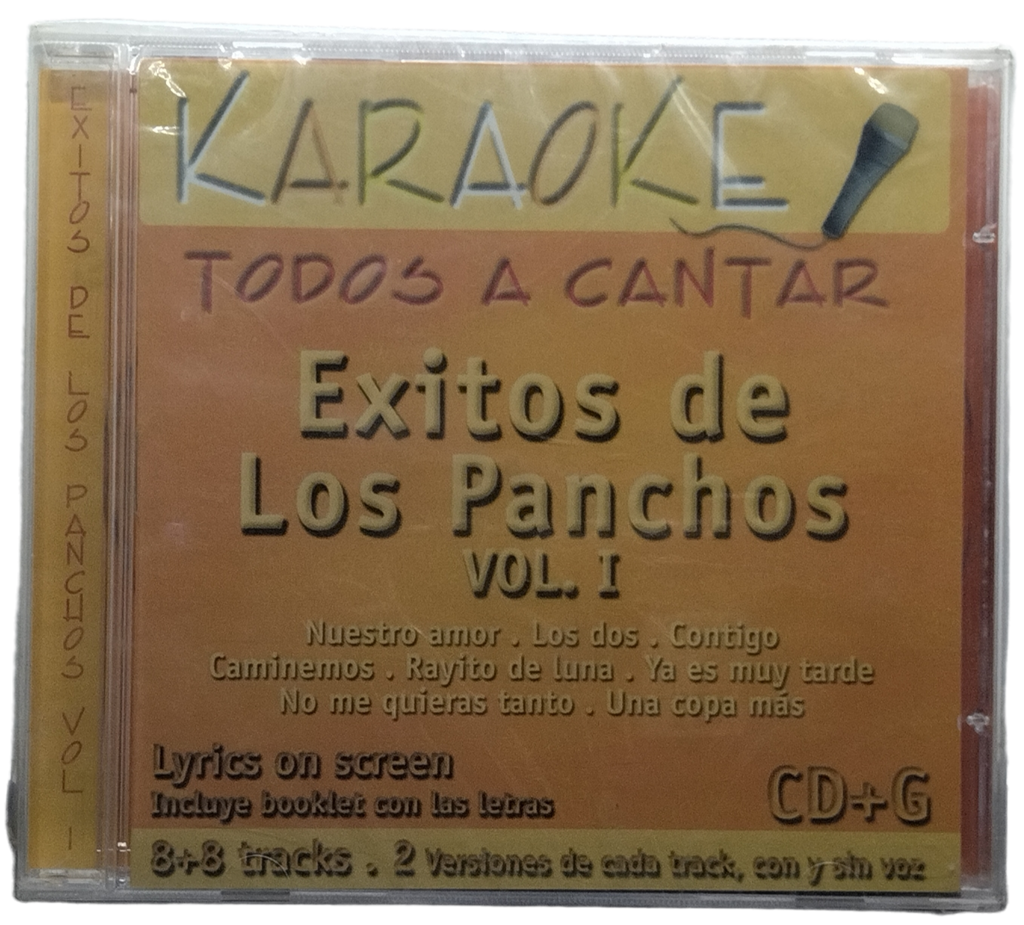 EXITOS DE LOS PANCHOS VOL I
KARAOKE
TODOS A CANTAR
Exitos de
Los Panchos
VOL. I
Nuestro amor . Los dos . Contigo
Caminemos . Rayito de luna . Ya es muy tarde
No me quieras tanto . Una copa más
Lyrics on screen
Incluye booklet con las letras
CD+G
8+8 tracks . 2 Versiones de cada track, con y sin voz